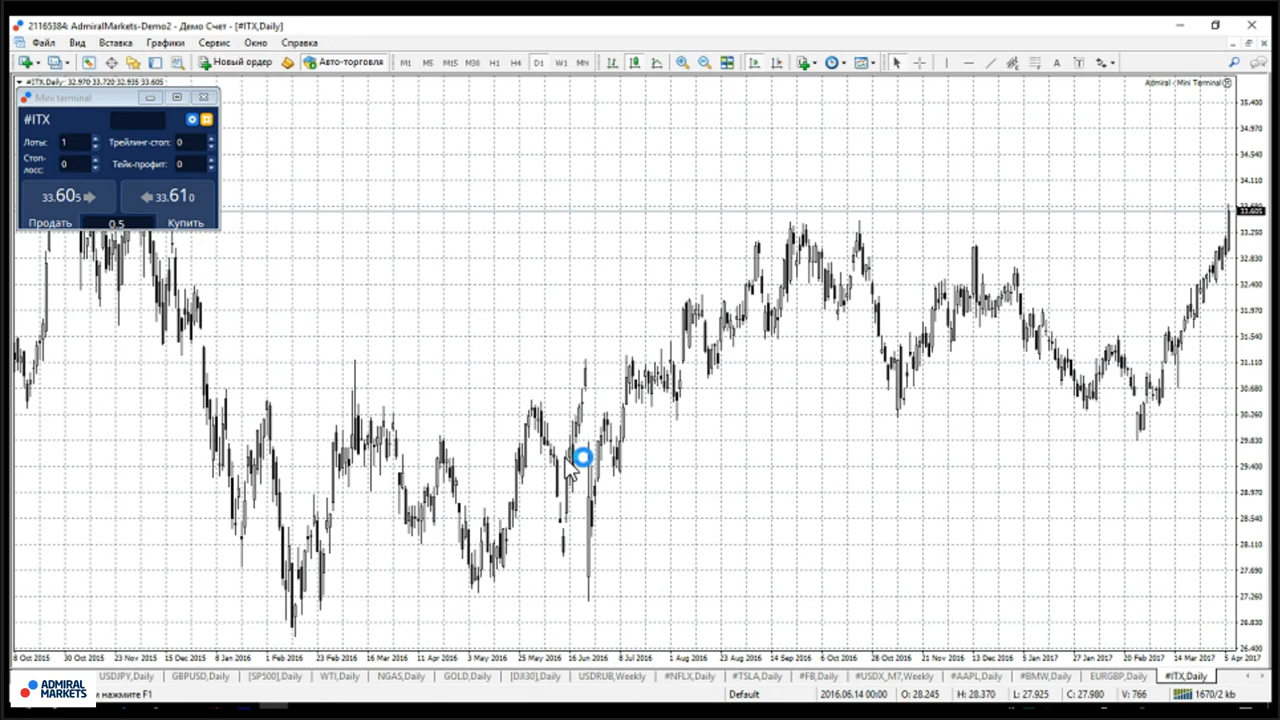 21165384: AdmiralMarkets-Demo2 - Демо Счет - [#ITX,Daily]
Файл Вид Вставка Графики Сервис Окно Справка
Новый ордер Авто-торговля M1 M5 M15 M30 H1 H4 D1 W1 MN A T
#ITX,Daily 32.970 33.720 32.935 33.605
Admiral - Mini Terminal
Mini terminal
#ITX
Лоты: 1 Трейлинг-стоп: 0
Стоп-лосс: 0 Тейк-профит: 0
33.605 33.610
Продать 0.5 Купить
35.400
34.970
34.540
34.110
33.605
33.250
32.830
32.400
31.970
31.540
31.110
30.680
30.260
29.830
29.400
28.970
28.540
28.110
27.690
27.260
26.830
26.400
8 Oct 2015 30 Oct 2015 23 Nov 2015 15 Dec 2015 8 Jan 2016 1 Feb 2016 23 Feb 2016 16 Mar 2016 11 Apr 2016 3 May 2016 25 May 2016 16 Jun 2016 8 Jul 2016 1 Aug 2016 23 Aug 2016 14 Sep 2016 6 Oct 2016 28 Oct 2016 21 Nov 2016 13 Dec 2016 5 Jan 2017 27 Jan 2017 20 Feb 2017 14 Mar 2017 5 Apr 2017
USDJPY,Daily GBPUSD,Daily [SP500],Daily WTI,Daily NGAS,Daily GOLD,Daily [DJI30],Daily USDRUB,Weekly #NFLX,Daily #TSLA,Daily #FB,Daily #USDX_M7,Weekly #AAPL,Daily #BMW,Daily EURGBP,Daily #ITX,Daily
ADMIRAL
MARKETS
и нажмите F1 Default 2016.06.14 00:00 O: 28.245 H: 28.370 L: 27.925 C: 27.980 V: 766 1670/2 kb